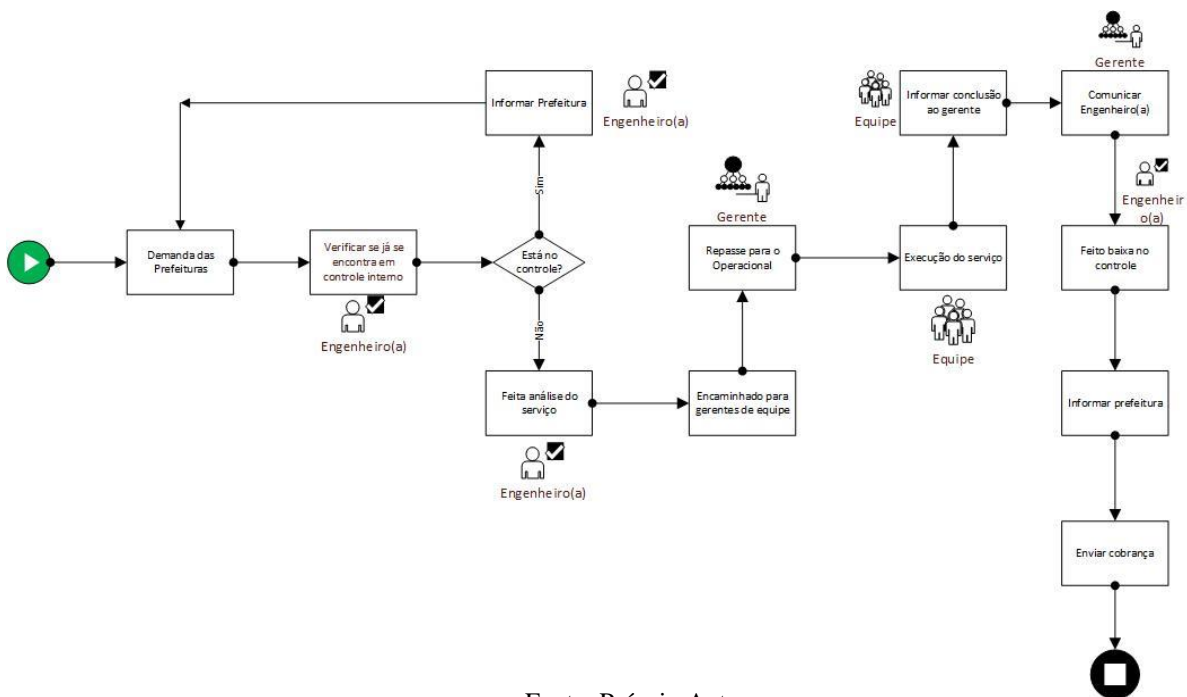 Gerente
Informar Prefeitura
Engenheiro(a)
Equipe
Informar conclusão
ao gerente
Comunicar
Engenheiro(a)
Sim
Gerente
Engenheir
o(a)
Demanda das
Prefeituras
Verificar se já se
encontra em
controle interno
Está no
controle?
Repasse para o
Operacional
Execução do serviço
Feito baixa no
controle
Engenheiro(a)
Não
Equipe
Feita análise do
serviço
Encaminhado para
gerentes de equipe
Informar prefeitura
Engenheiro(a)
Enviar cobrança